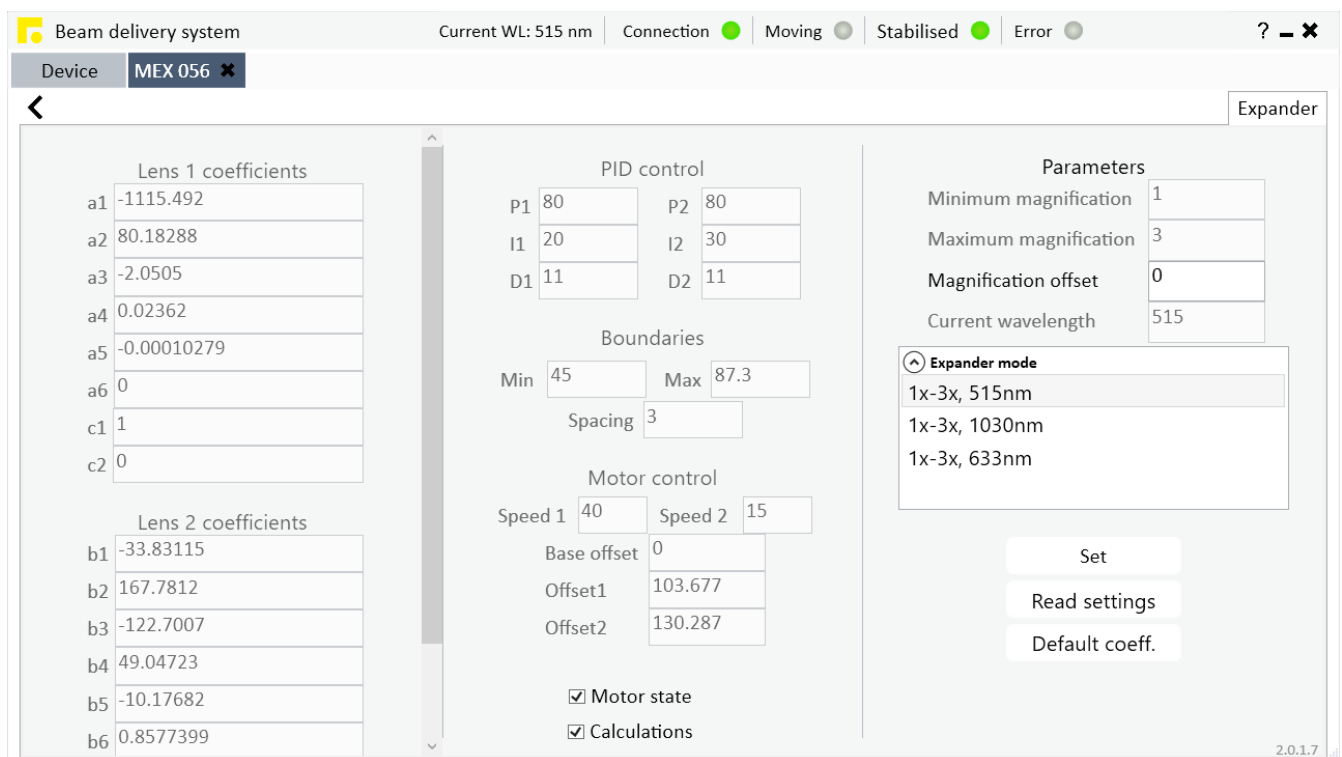 Beam delivery system Current WL: 515 nm Connection Moving Stabilised Error ?
Device MEX 056
Expander
Lens 1 coefficients
a1 -1115.492
a2 80.18288
a3 -2.0505
a4 0.02362
a5 -0.00010279
a6 0
c1 1
c2 0
Lens 2 coefficients
b1 -33.83115
b2 167.7812
b3 -122.7007
b4 49.04723
b5 -10.17682
b6 0.8577399
PID control
P1 80 P2 80
I1 20 I2 30
D1 11 D2 11
Boundaries
Min 45 Max 87.3
Spacing 3
Motor control
Speed 1 40 Speed 2 15
Base offset 0
Offset1 103.677
Offset2 130.287
Motor state
Calculations
Parameters
Minimum magnification 1
Maximum magnification 3
Magnification offset 0
Current wavelength 515
Expander mode
1x-3x, 515nm
1x-3x, 1030nm
1x-3x, 633nm
Set
Read settings
Default coeff.
2.0.1.7